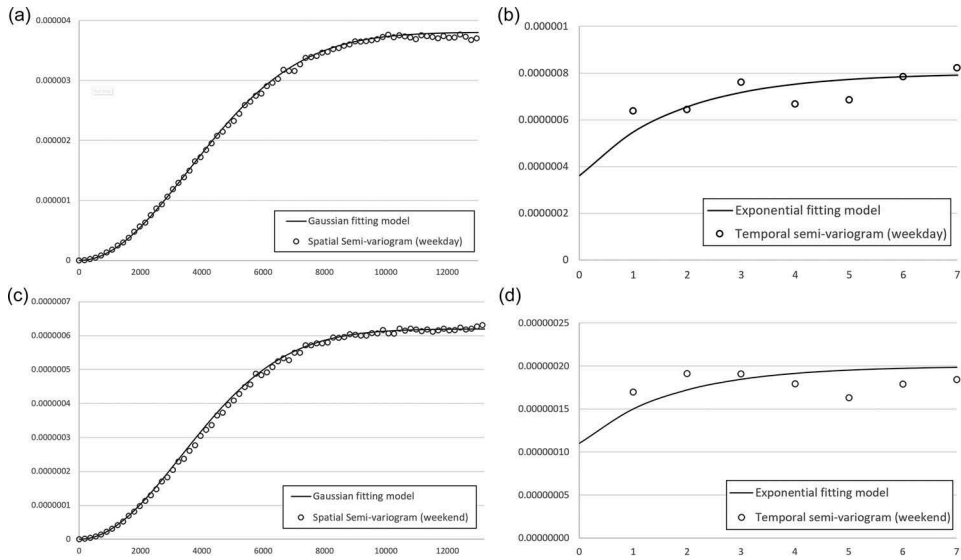 (a)
0.000004
0.000003
0.000002
0.000001
0
0 2000 4000 6000 8000 10000 12000
Gaussian fitting model
Spatial Semi-variogram (weekday)
(b)
0.000001
0.0000008
0.0000006
0.0000004
0.0000002
0
0 1 2 3 4 5 6 7
Exponential fitting model
Temporal semi-variogram (weekday)
(c)
0.0000007
0.0000006
0.0000005
0.0000004
0.0000003
0.0000002
0.0000001
0
0 2000 4000 6000 8000 10000 12000
Gaussian fitting model
Spatial Semi-variogram (weekend)
(d)
0.00000025
0.00000020
0.00000015
0.00000010
0.00000005
0
0 1 2 3 4 5 6 7
Exponential fitting model
Temporal semi-variogram (weekend)